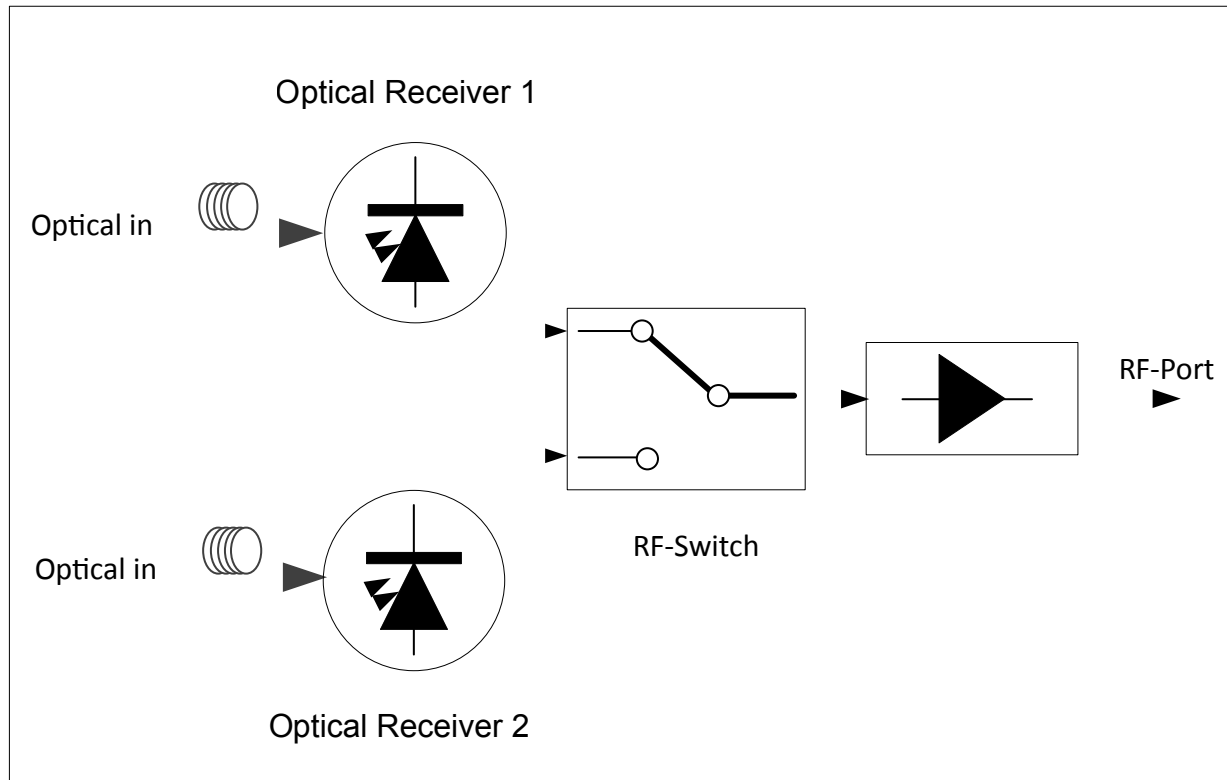 Optical Receiver 1
Optical in
RF-Port
RF-Switch
Optical in
Optical Receiver 2